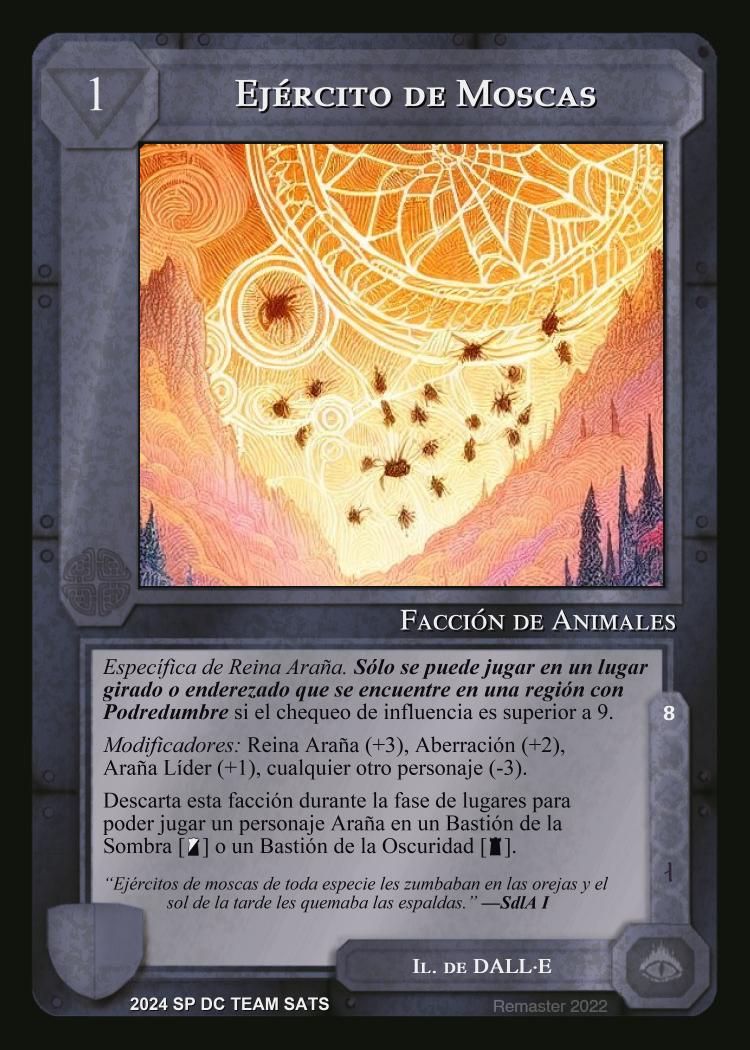 1
Ejército de Moscas
Facción de Animales
Específica de Reina Araña. Sólo se puede jugar en un lugar
girado o enderezado que se encuentre en una región con
Podredumbre si el chequeo de influencia es superior a 9.
8
Modificadores: Reina Araña (+3), Aberración (+2),
Araña Líder (+1), cualquier otro personaje (-3).
Descarta esta facción durante la fase de lugares para
poder jugar un personaje Araña en un Bastión de la
Sombra [ ] o un Bastión de la Oscuridad [ ].
“Ejércitos de moscas de toda especie les zumbaban en las orejas y el
sol de la tarde les quemaba las espaldas.” —SdlA I
Il. de DALL·E
2024 SP DC TEAM SATS
Remaster 2022